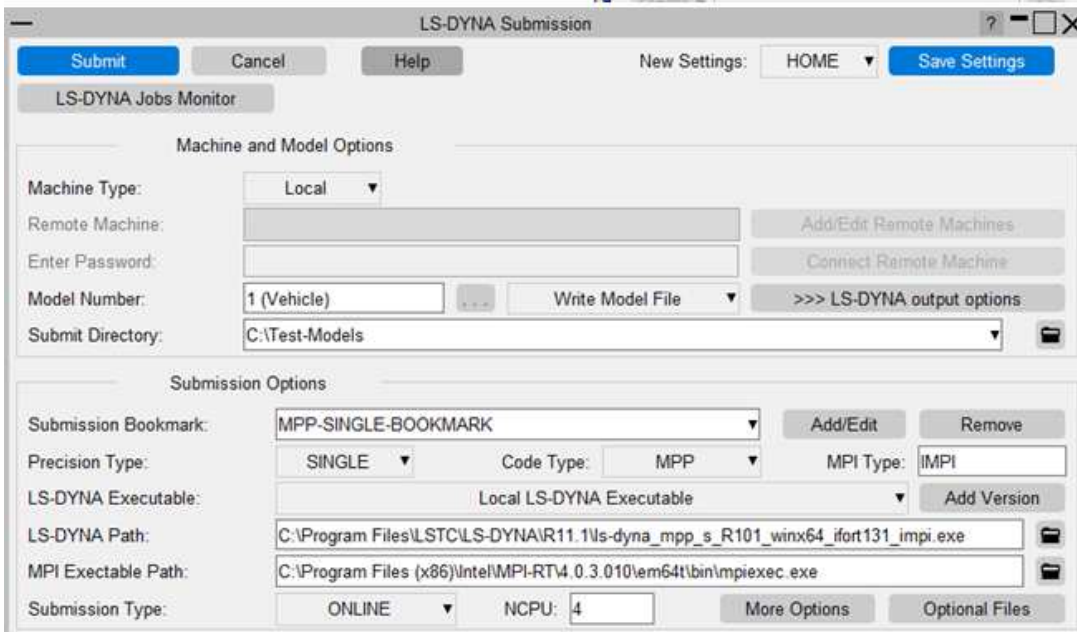 LS-DYNA Submission ?
Submit Cancel Help New Settings: HOME Save Settings
LS-DYNA Jobs Monitor
Machine and Model Options
Machine Type: Local
Remote Machine: Add/Edit Remote Machines
Enter Password: Connect Remote Machine
Model Number: 1 (Vehicle) ... Write Model File >>> LS-DYNA output options
Submit Directory: C:\Test-Models
Submission Options
Submission Bookmark: MPP-SINGLE-BOOKMARK Add/Edit Remove
Precision Type: SINGLE Code Type: MPP MPI Type: IMPI
LS-DYNA Executable: Local LS-DYNA Executable Add Version
LS-DYNA Path: C:\Program Files\LSTC\LS-DYNA\R11.1\ls-dyna_mpp_s_R101_winx64_ifort131_impi.exe
MPI Exectable Path: C:\Program Files (x86)\Intel\MPI-RT\4.0.3.010\em64t\bin\mpiexec.exe
Submission Type: ONLINE NCPU: 4 More Options Optional Files